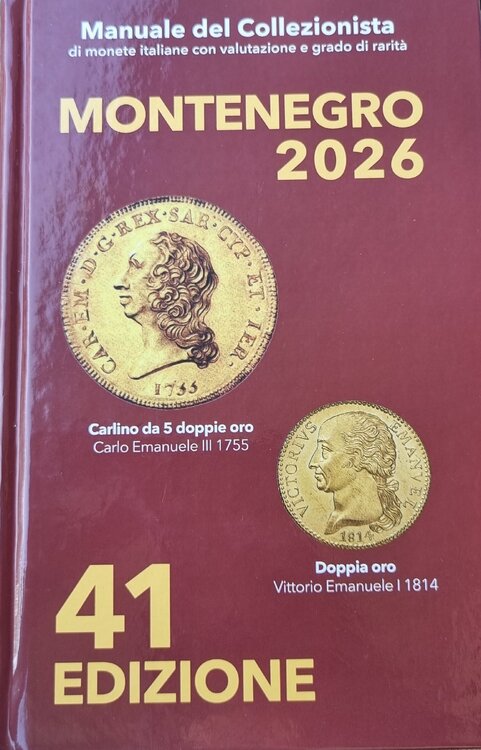 Manuale del Collezionista
di monete italiane con valutazione e grado di rarità
MONTENEGRO
2026
CAR·EM·D·G·REX·SAR·CYP·ET·IER·
1755
Carlino da 5 doppie oro
Carlo Emanuele III 1755
VICTORIVS EMANVEL
1814
Doppia oro
Vittorio Emanuele I 1814
41
EDIZIONE